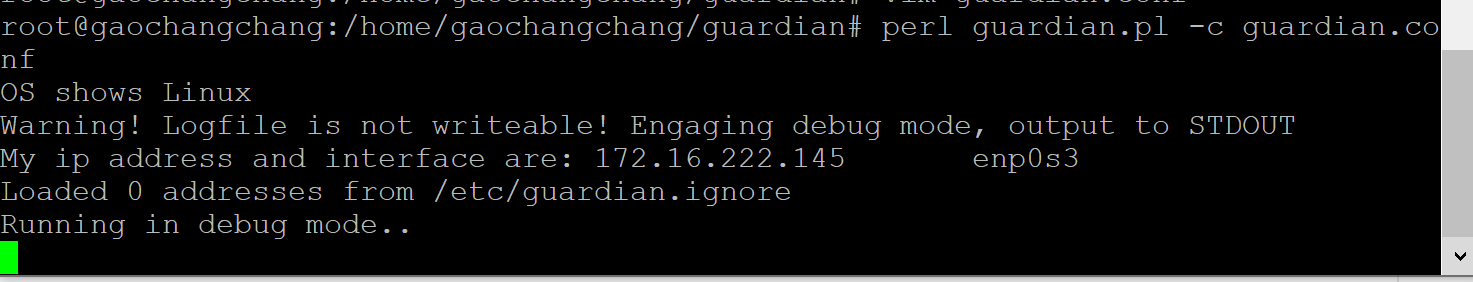 root@gaochangchang:/home/gaochangchang/guardian# vim guardian.conf
root@gaochangchang:/home/gaochangchang/guardian# perl guardian.pl -c guardian.co
nf
OS shows Linux
Warning! Logfile is not writeable! Engaging debug mode, output to STDOUT
My ip address and interface are: 172.16.222.145 enp0s3
Loaded 0 addresses from /etc/guardian.ignore
Running in debug mode..